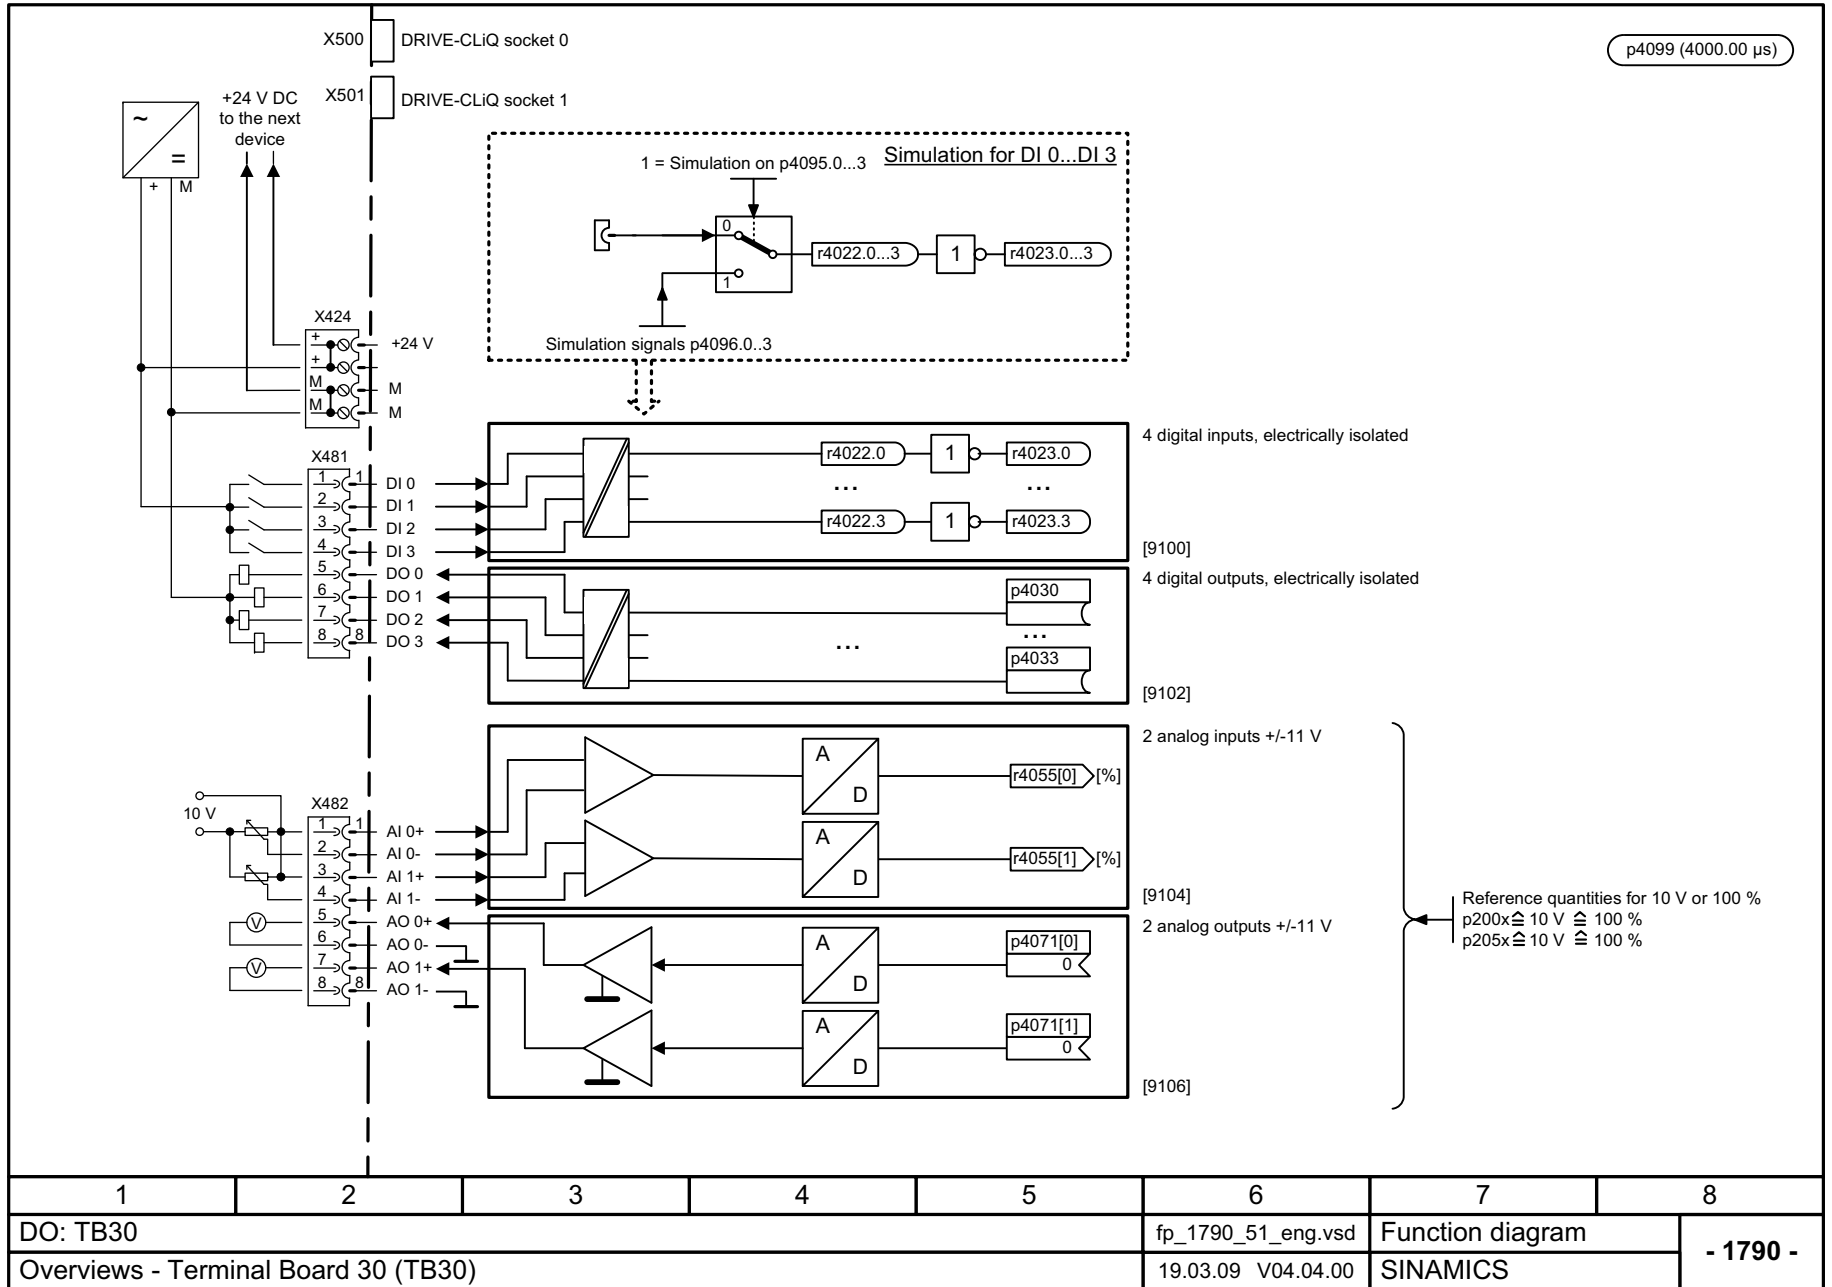 X500 DRIVE-CLiQ socket 0
p4099 (4000.00 µs)
X501 DRIVE-CLiQ socket 1
+24 V DC
to the next
device
~
=
+ M
1 = Simulation on p4095.0...3
Simulation for DI 0...DI 3
0
1
r4022.0...3
1
r4023.0...3
Simulation signals p4096.0..3
X424
+ +24 V
+
M M
M M
4 digital inputs, electrically isolated
X481
1 1 DI 0
2 DI 1
3 DI 2
4 DI 3
r4022.0 1 r4023.0
... ...
r4022.3 1 r4023.3
[9100]
5 DO 0
6 DO 1
7 DO 2
8 8 DO 3
4 digital outputs, electrically isolated
p4030
... ...
p4033
[9102]
2 analog inputs +/-11 V
10 V
X482
1 1 AI 0+
2 AI 0-
3 AI 1+
4 AI 1-
A
D
r4055[0] [%]
A
D
r4055[1] [%]
[9104]
V 5 AO 0+
6 AO 0-
V 7 AO 1+
8 8 AO 1-
2 analog outputs +/-11 V
A
D
p4071[0]
0
A
D
p4071[1]
0
[9106]
Reference quantities for 10 V or 100 %
p200x ≙ 10 V ≙ 100 %
p205x ≙ 10 V ≙ 100 %
1 2 3 4 5 6 7 8
DO: TB30
fp_1790_51_eng.vsd
Function diagram
- 1790 -
Overviews - Terminal Board 30 (TB30)
19.03.09 V04.04.00
SINAMICS